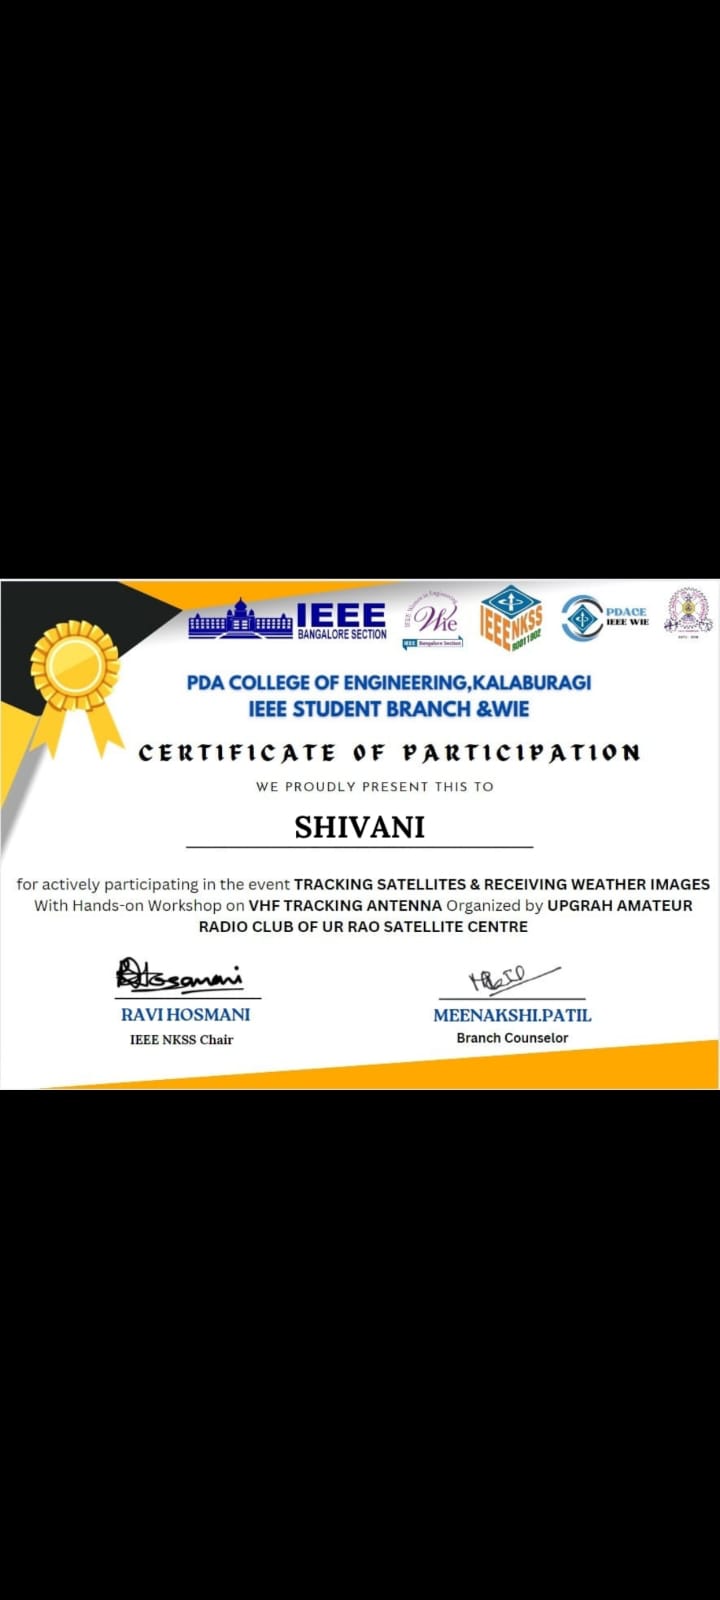 IEEE
BANGALORE SECTION
IEEE Women in Engineering
Wie
IEEE Bangalore Section
IEEENKSS
PDACE
IEEE WIE
PDA COLLEGE OF ENGINEERING,KALABURAGI
IEEE STUDENT BRANCH &WIE
CERTIFICATE OF PARTICIPATION
WE PROUDLY PRESENT THIS TO
SHIVANI
for actively participating in the event TRACKING SATELLITES & RECEIVING WEATHER IMAGES
With Hands-on Workshop on VHF TRACKING ANTENNA Organized by UPGRAH AMATEUR
RADIO CLUB OF UR RAO SATELLITE CENTRE
RAVI HOSMANI
IEEE NKSS Chair
MEENAKSHI.PATIL
Branch Counselor